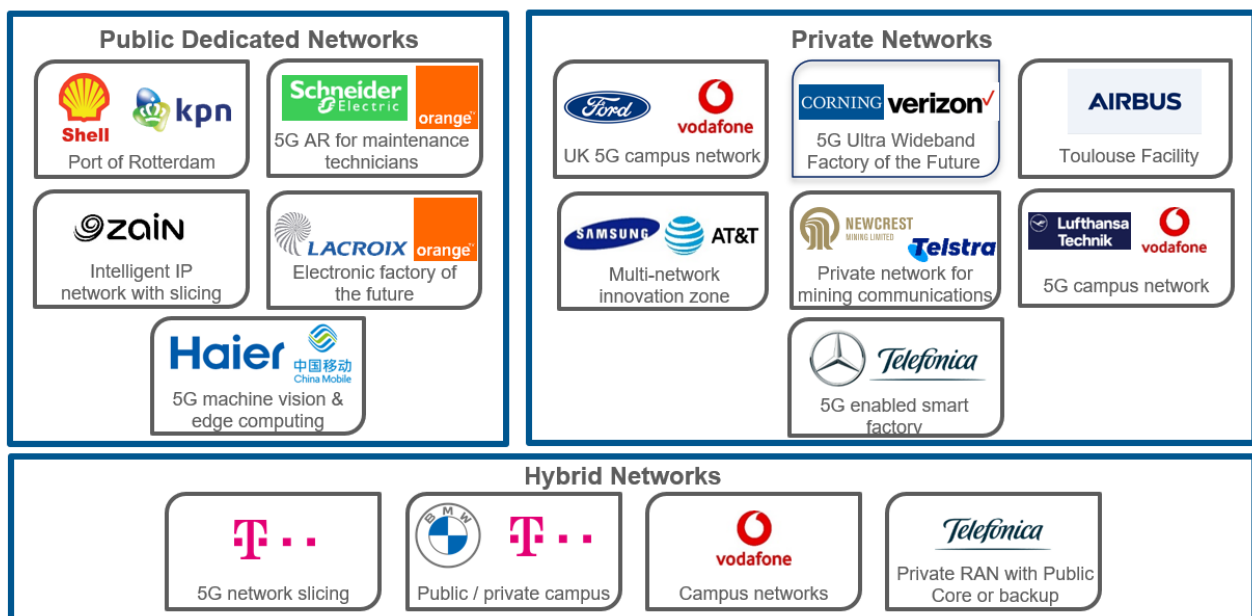 Public Dedicated Networks
Shell
kpn
Port of Rotterdam
Schneider
Electric
orange™
5G AR for maintenance
technicians
zain
Intelligent IP
network with slicing
LACROIX
orange™
Electronic factory of
the future
Haier
中国移动
China Mobile
5G machine vision &
edge computing
Private Networks
Ford
vodafone
UK 5G campus network
CORNING
verizon✓
5G Ultra Wideband
Factory of the Future
AIRBUS
Toulouse Facility
SAMSUNG
AT&T
Multi-network
innovation zone
NEWCREST
MINING LIMITED
Telstra
Private network for
mining communications
Lufthansa
Technik
vodafone
5G campus network
Telefónica
5G enabled smart
factory
Hybrid Networks
T
5G network slicing
BMW
T
Public / private campus
vodafone
Campus networks
Telefónica
Private RAN with Public
Core or backup